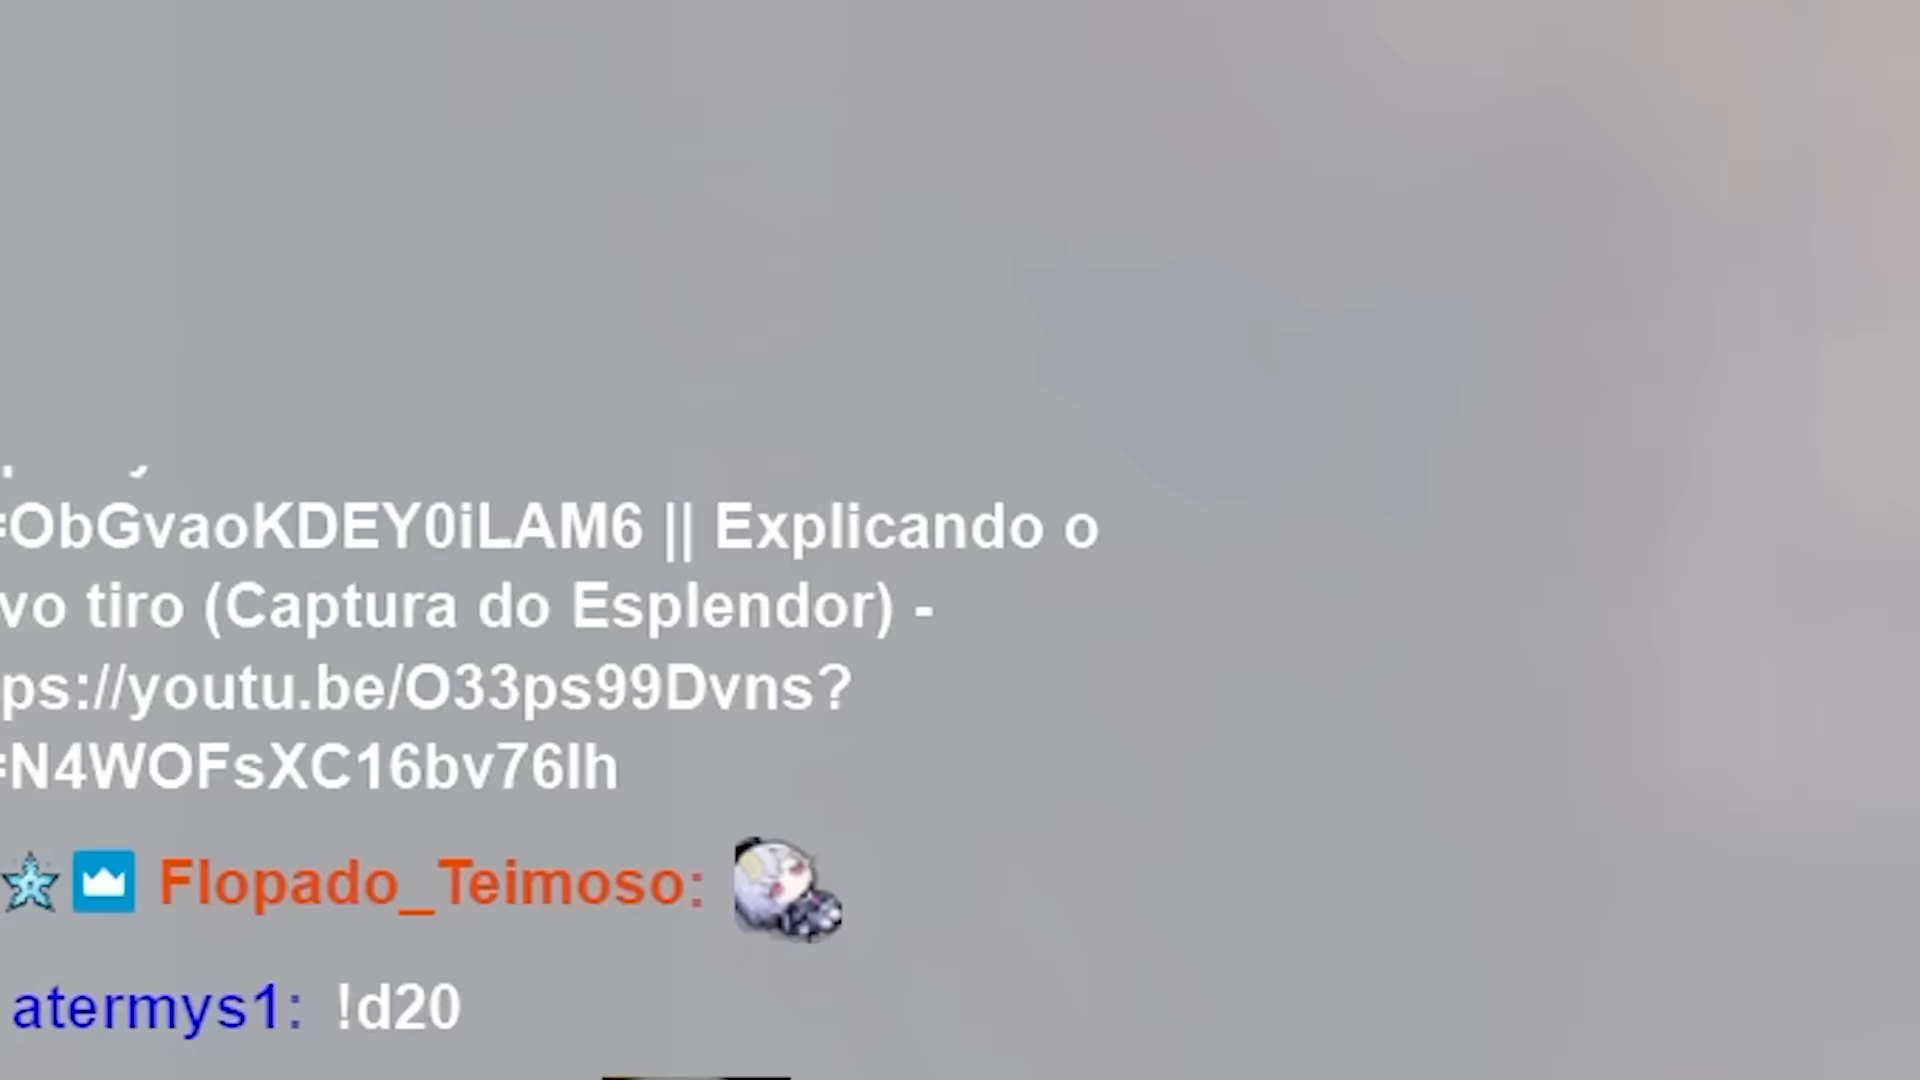 =ObGvaoKDEY0iLAM6 || Explicando o
vo tiro (Captura do Esplendor) -
ps://youtu.be/O33ps99Dvns?
=N4WOFsXC16bv76lh
Flopado_Teimoso:
atermys1: !d20